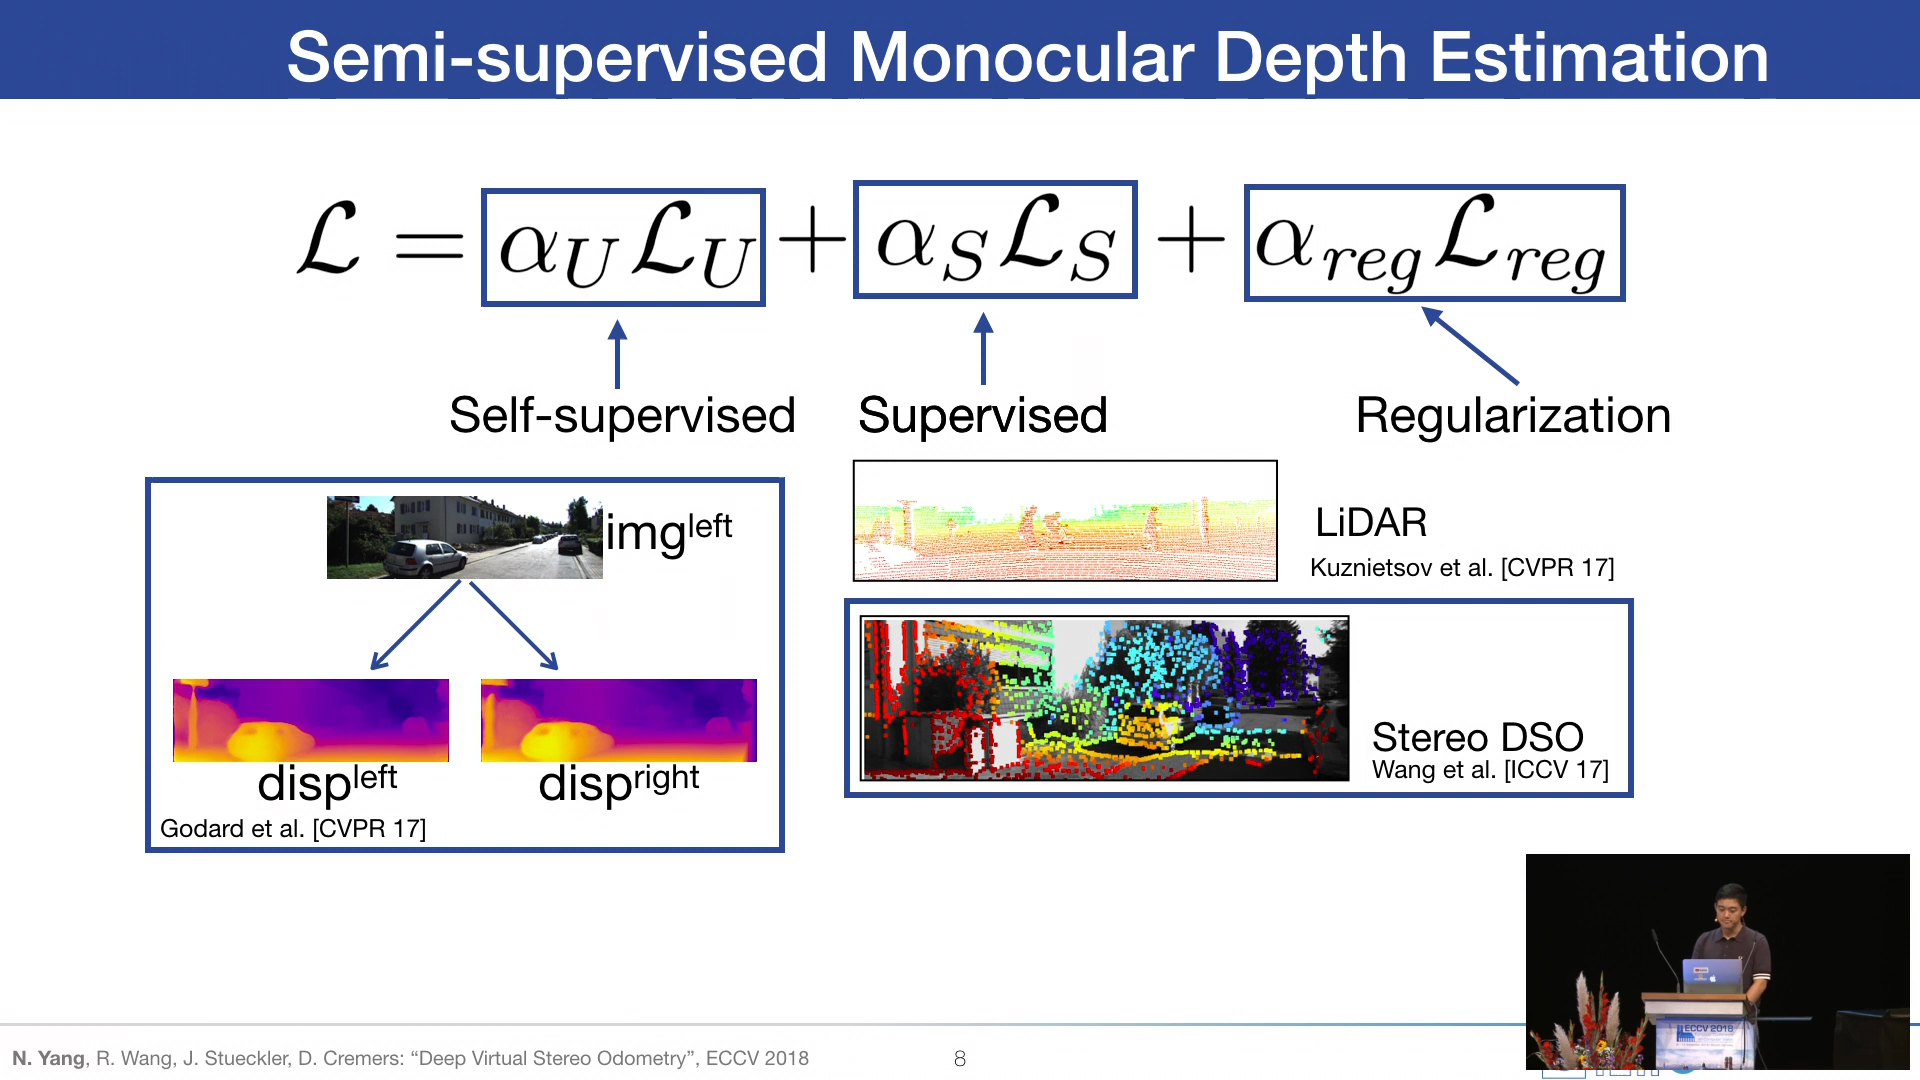 Semi-supervised Monocular Depth Estimation
ℒ = α_U ℒ_U + α_S ℒ_S + α_reg ℒ_reg
Self-supervised
Supervised
Regularization
img^left
disp^left
disp^right
Godard et al. [CVPR 17]
LiDAR
Kuznietsov et al. [CVPR 17]
Stereo DSO
Wang et al. [ICCV 17]
ECCV 2018
N. Yang, R. Wang, J. Stueckler, D. Cremers: “Deep Virtual Stereo Odometry”, ECCV 2018
8